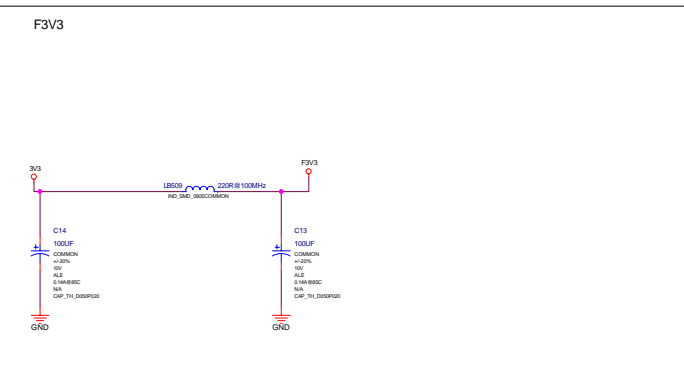 F3V3
3V3
F3V3
LB509
220R@100MHz
IND_SMD_0805COMMON
C14
100UF
COMMON
+/-20%
10V
ALE
0.14A@85C
N/A
CAP_TH_D050P020
GND
C13
100UF
COMMON
+/-20%
10V
ALE
0.14A@85C
N/A
CAP_TH_D050P020
GND